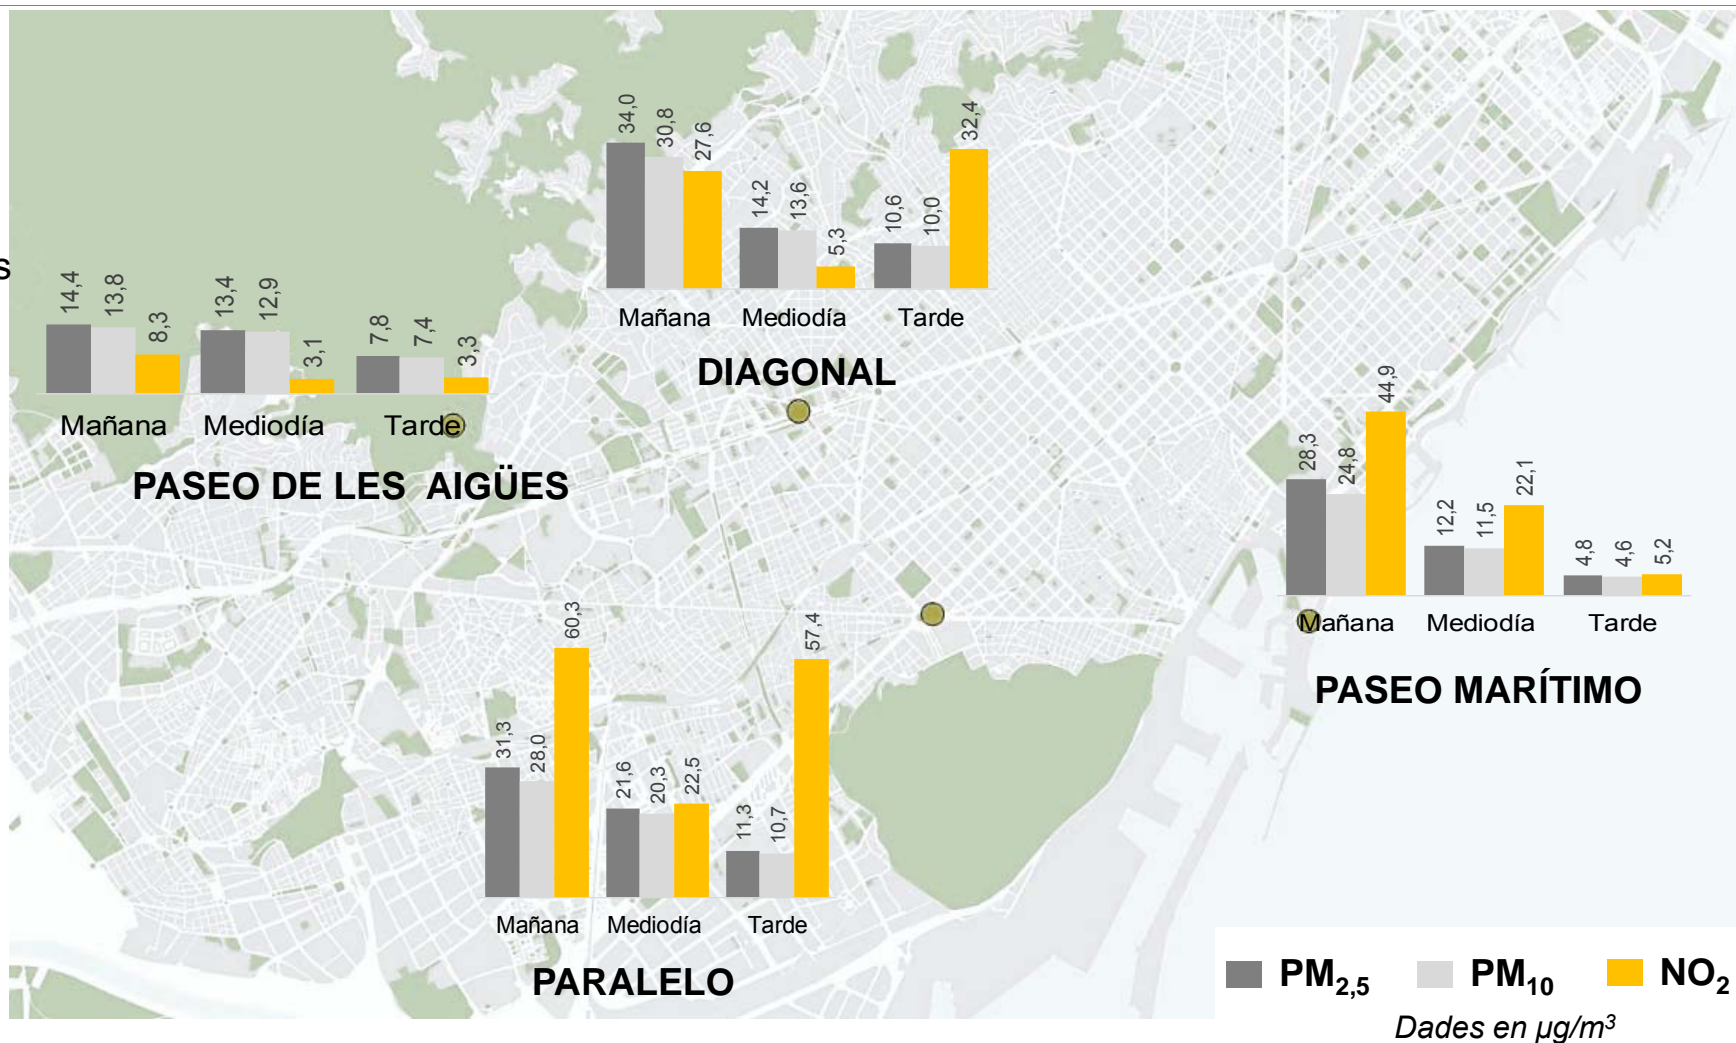 34,0 30,8 27,6 14,2 13,6 5,3 10,6 10,0 32,4
Mañana Mediodía Tarde
DIAGONAL
s
14,4 13,8 8,3 13,4 12,9 3,1 7,8 7,4 3,3
Mañana Mediodía Tarde
PASEO DE LES AIGÜES
28,3 24,8 44,9 12,2 11,5 22,1 4,8 4,6 5,2
Mañana Mediodía Tarde
PASEO MARÍTIMO
31,3 28,0 60,3 21,6 20,3 22,5 11,3 10,7 57,4
Mañana Mediodía Tarde
PARALELO
PM2,5 PM10 NO2
Dades en µg/m3